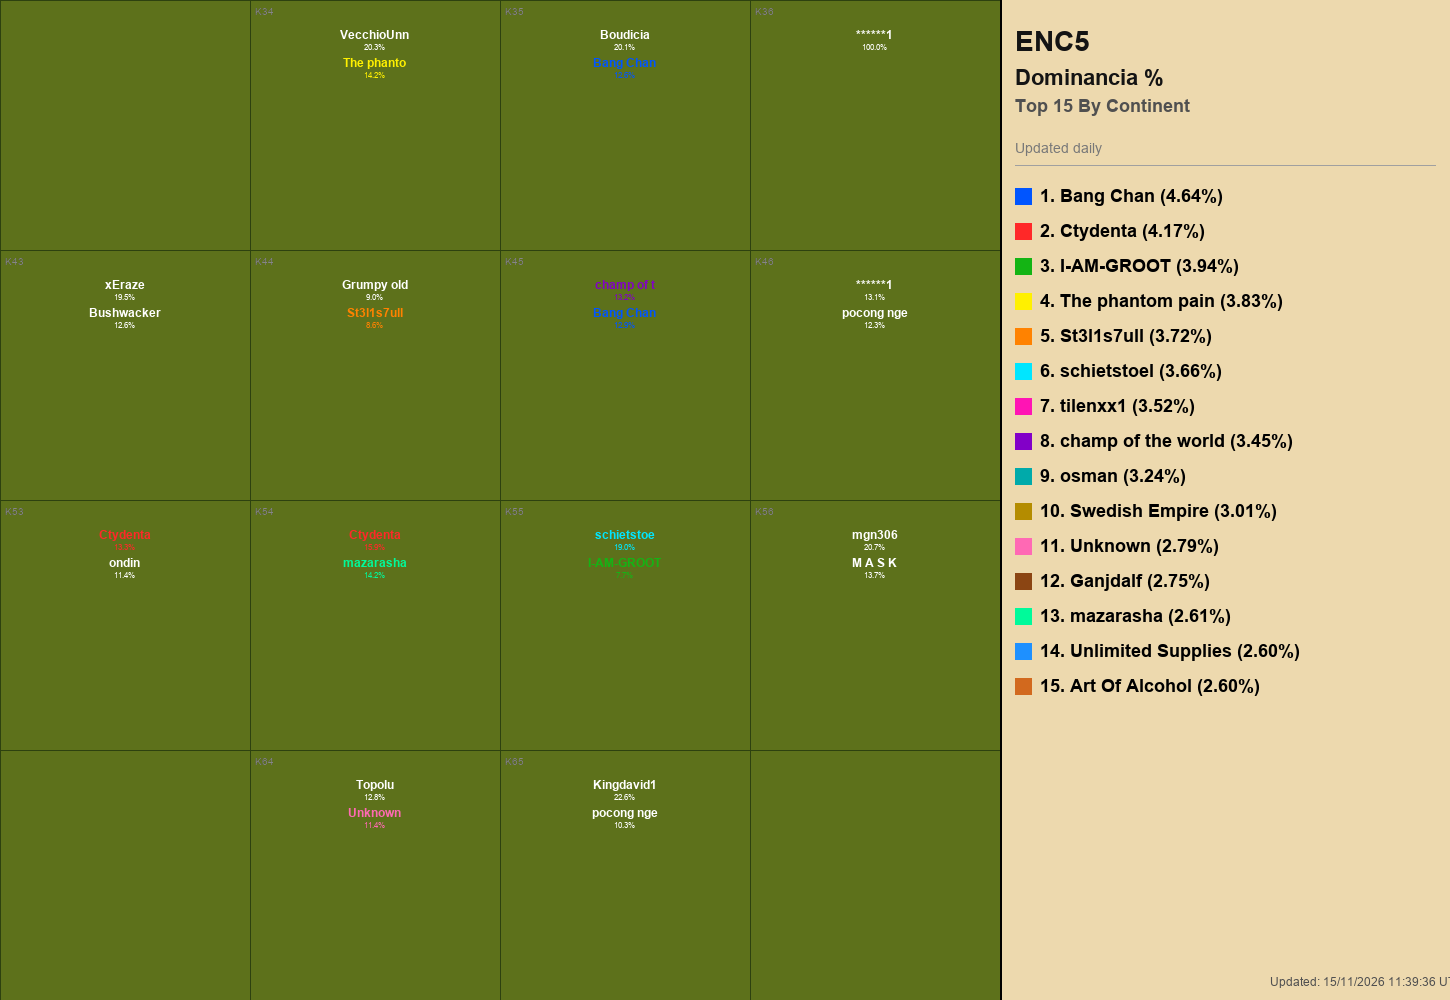 K34
VecchioUnn
20.3%
The phanto
14.2%
K35
Boudicia
20.1%
Bang Chan
K36
******1
100.0%
K43
xEraze
19.5%
Bushwacker
12.6%
K44
Grumpy old
9.0%
St3l1s7ull
8.6%
K45
champ of t
13.2%
Bang Chan
K46
******1
13.1%
pocong nge
12.3%
K53
Ctydenta
ondin
11.4%
K54
Ctydenta
mazarasha
14.2%
K55
schietstoe
19.0%
I-AM-GROOT
K56
mgn306
20.7%
M A S K
13.7%
K64
Topolu
12.8%
Unknown
11.4%
K65
Kingdavid1
22.6%
pocong nge
10.3%
ENC5
Dominancia %
Top 15 By Continent
Updated daily
1. Bang Chan (4.64%)
2. Ctydenta (4.17%)
3. I-AM-GROOT (3.94%)
4. The phantom pain (3.83%)
5. St3l1s7ull (3.72%)
6. schietstoel (3.66%)
7. tilenxx1 (3.52%)
8. champ of the world (3.45%)
9. osman (3.24%)
10. Swedish Empire (3.01%)
11. Unknown (2.79%)
12. Ganjdalf (2.75%)
13. mazarasha (2.61%)
14. Unlimited Supplies (2.60%)
15. Art Of Alcohol (2.60%)
Updated: 15/11/2026 11:39:36